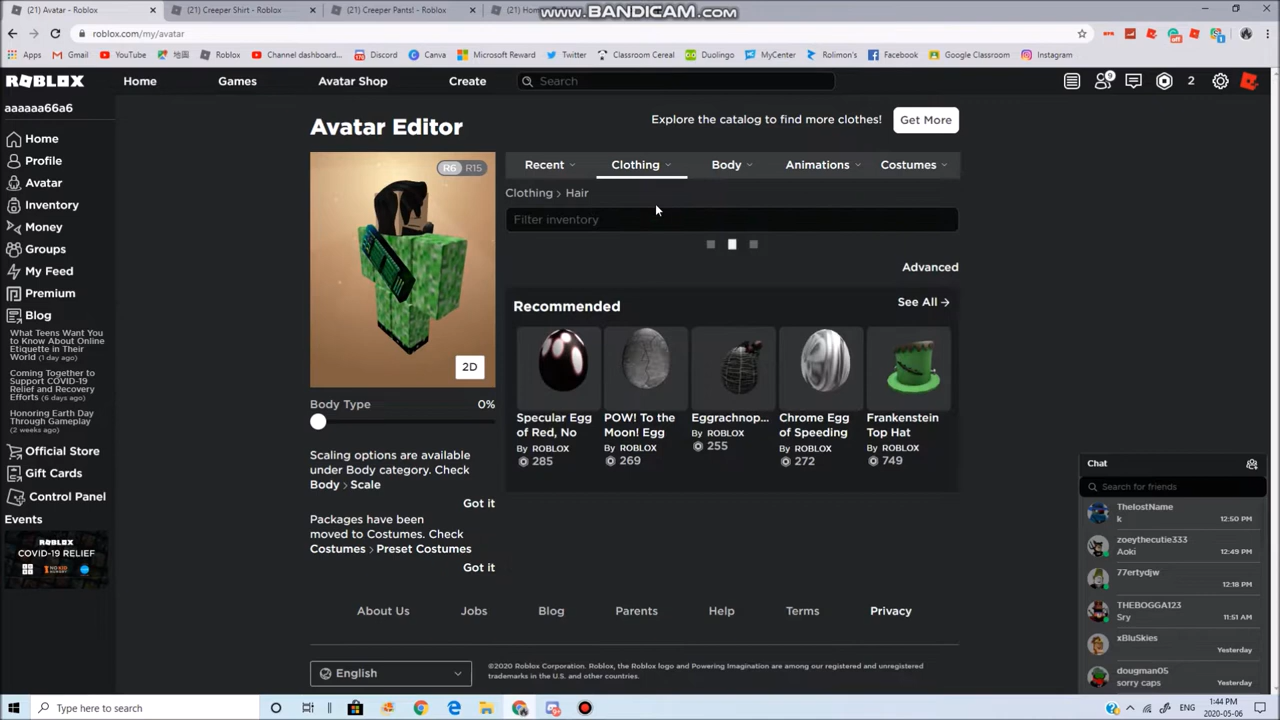 (21) Avatar - Roblox
(21) Creeper Shirt - Roblox
(21) Creeper Pants! - Roblox
(21) Hom
www.BANDICAM.com
roblox.com/my/avatar
Apps
Gmail
YouTube
地圖
Roblox
Channel dashboard...
Discord
Canva
Microsoft Reward
Twitter
Classroom Cereal
Duolingo
MyCenter
Rolimon's
Facebook
Google Classroom
Instagram
ROBLOX
Home
Games
Avatar Shop
Create
Search
9
2
aaaaaa66a6
Home
Profile
Avatar
Inventory
Money
Groups
My Feed
Premium
Blog
What Teens Want You
to Know About Online
Etiquette in Their
World (1 day ago)
Coming Together to
Support COVID-19
Relief and Recovery
Efforts (6 days ago)
Honoring Earth Day
Through Gameplay
(2 weeks ago)
Official Store
Gift Cards
Control Panel
Events
ROBLOX
COVID-19 RELIEF
Avatar Editor
Explore the catalog to find more clothes!
Get More
R6 R15
2D
Recent
Clothing
Body
Animations
Costumes
Clothing > Hair
Filter inventory
Advanced
Recommended
See All →
Specular Egg
of Red, No
By ROBLOX
285
POW! To the
Moon! Egg
By ROBLOX
269
Eggrachnop...
By ROBLOX
255
Chrome Egg
of Speeding
By ROBLOX
272
Frankenstein
Top Hat
By ROBLOX
749
Body Type
0%
Scaling options are available
under Body category. Check
Body > Scale
Got it
Packages have been
moved to Costumes. Check
Costumes > Preset Costumes
Got it
Chat
Search for friends
ThelostName
k
12:50 PM
zoeythecutie333
Aoki
12:49 PM
77ertydjw
12:18 PM
THEBOGGA123
Sry
11:51 AM
xBluSkies
Yesterday
dougman05
sorry caps
Yesterday
About Us
Jobs
Blog
Parents
Help
Terms
Privacy
English
©2020 Roblox Corporation. Roblox, the Roblox logo and Powering Imagination are among our registered and unregistered
trademarks in the U.S. and other countries.
Type here to search
ENG
1:44 PM
2020-05-06